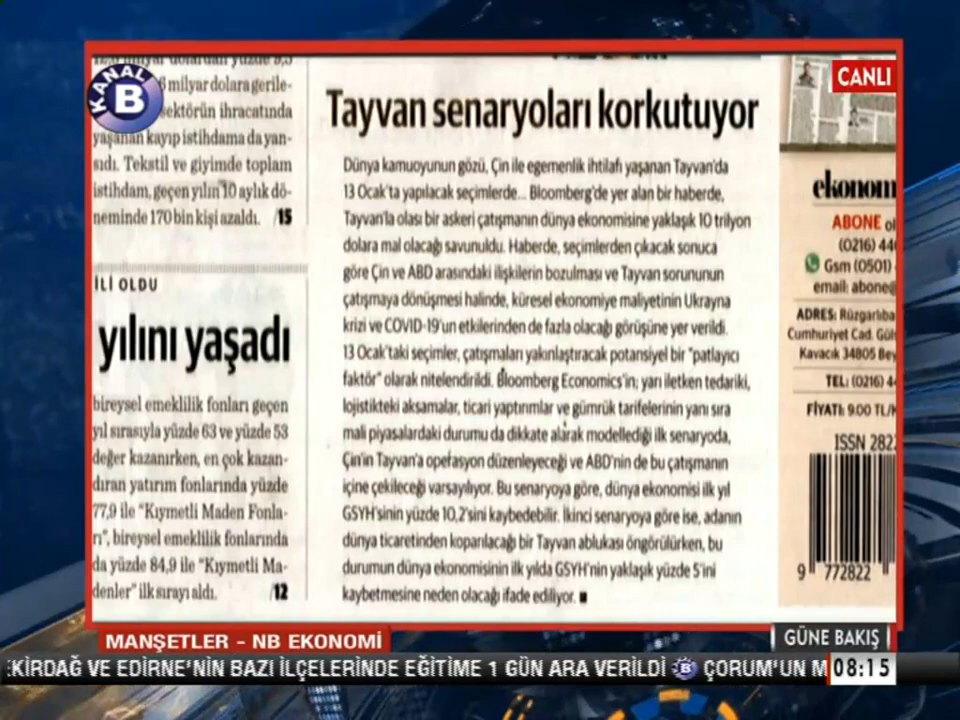 KANAL B
CANLI
milyar dolara gerile-
sektörün ihracatında
yaşanan kayıp istihdama da yan-
sıdı. Tekstil ve giyimde toplam
istihdam, geçen yılın 10 aylık dö-
neminde 170 bin kişi azaldı. /15
İLİ OLDU
yılını yaşadı
bireysel emeklilik fonları geçen
yıl sırasıyla yüzde 63 ve yüzde 53
değer kazanırken, en çok kazan-
dıran yatırım fonlarında yüzde
77,9 ile "Kıymetli Maden Fonla-
rı", bireysel emeklilik fonlarında
da yüzde 84,9 ile "Kıymetli Ma-
denler" ilk sırayı aldı. /12
Tayvan senaryoları korkutuyor
Dünya kamuoyunun gözü, Çin ile egemenlik ihtilafı yaşanan Tayvan'da
13 Ocak'ta yapılacak seçimlerde... Bloomberg'de yer alan bir haberde,
Tayvan'la olası bir askeri çatışmanın dünya ekonomisine yaklaşık 10 trilyon
dolara mal olacağı savunuldu. Haberde, seçimlerden çıkacak sonuca
göre Çin ve ABD arasındaki ilişkilerin bozulması ve Tayvan sorununun
çatışmaya dönüşmesi halinde, küresel ekonomiye maliyetinin Ukrayna
krizi ve COVID-19'un etkilerinden de fazla olacağı görüşüne yer verildi.
13 Ocak'taki seçimler, çatışmaları yakınlaştıracak potansiyel bir "patlayıcı
faktör" olarak nitelendirildi. Bloomberg Economics'in; yarı iletken tedariki,
lojistikteki aksamalar, ticari yaptırımlar ve gümrük tarifelerinin yanı sıra
mali piyasalardaki durumu da dikkate alarak modellediği ilk senaryoda,
Çin'in Tayvan'a operasyon düzenleyeceği ve ABD'nin de bu çatışmanın
içine çekileceği varsayılıyor. Bu senaryoya göre, dünya ekonomisi ilk yıl
GSYH'sinin yüzde 10,2'sini kaybedebilir. İkinci senaryoya göre ise, adanın
dünya ticaretinden koparılacağı bir Tayvan ablukası öngörülürken, bu
durumun dünya ekonomisinin ilk yılda GSYH'nin yaklaşık yüzde 5'ini
kaybetmesine neden olacağı ifade ediliyor. ■
ekonom
ABONE ol
(0216) 44
Gsm (0501)
email: abone@
ADRES: Rüzgarlıba
Cumhuriyet Cad. Gül
Kavacık 34805 Bey
TEL: (0216) 4
FİYATI: 9.00 TL/K
ISSN 282
9 772822
MANŞETLER - NB EKONOMİ
GÜNE BAKIŞ
EKİRDAĞ VE EDİRNE'NİN BAZI İLÇELERİNDE EĞİTİME 1 GÜN ARA VERİLDİ B ÇORUM'UN M
08:15